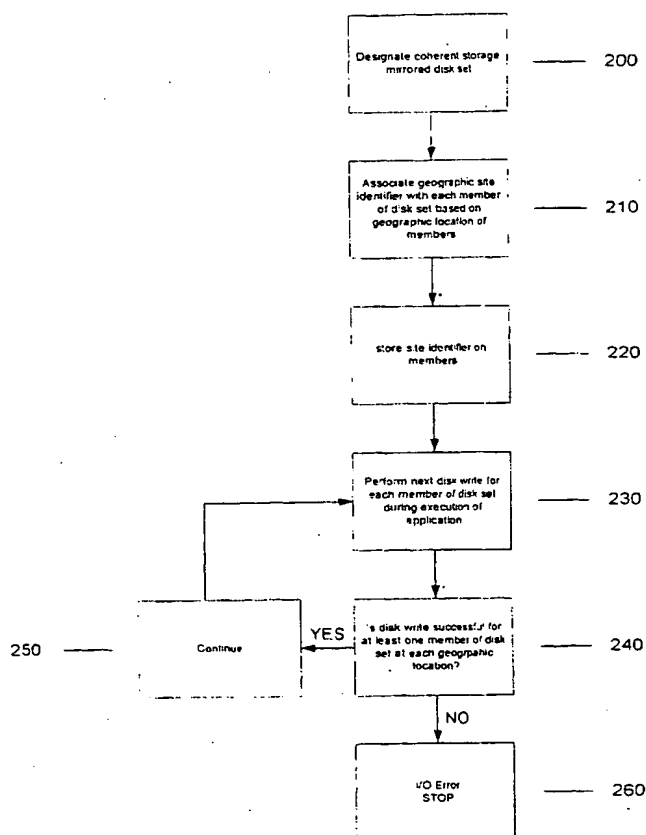 Designate coherent storage
mirrored disk set
200
Associate geographic site
identifier with each member
of disk set based on
geographic location of
members
210
store site identifier on
members
220
Perform next disk write for
each member of disk set
during execution of
application
230
Is disk write successful for
at least one member of disk
set at each geogrpahic
location?
240
YES
Continue
250
NO
I/O Error
STOP
260